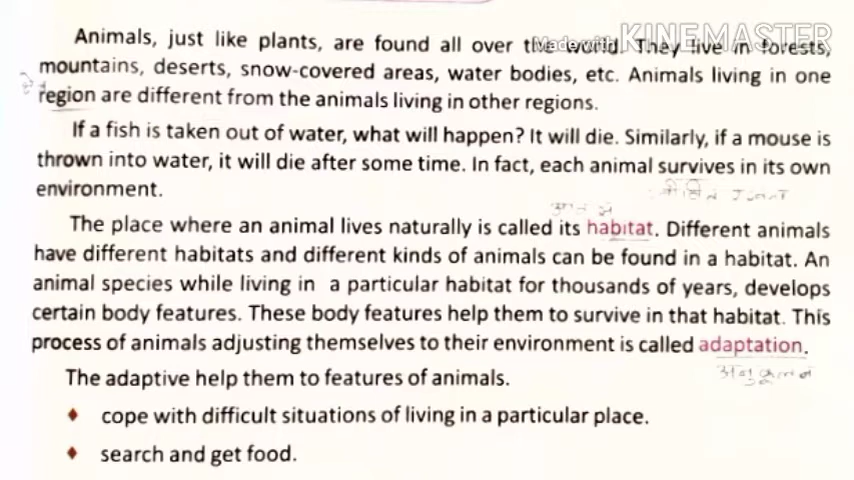 Made with KINEMASTER
Animals, just like plants, are found all over the world. They live in forests,
mountains, deserts, snow-covered areas, water bodies, etc. Animals living in one
region are different from the animals living in other regions.
If a fish is taken out of water, what will happen? It will die. Similarly, if a mouse is
thrown into water, it will die after some time. In fact, each animal survives in its own
environment.
The place where an animal lives naturally is called its habitat. Different animals
have different habitats and different kinds of animals can be found in a habitat. An
animal species while living in a particular habitat for thousands of years, develops
certain body features. These body features help them to survive in that habitat. This
process of animals adjusting themselves to their environment is called adaptation.
अनुकूलन
The adaptive help them to features of animals.
♦ cope with difficult situations of living in a particular place.
♦ search and get food.